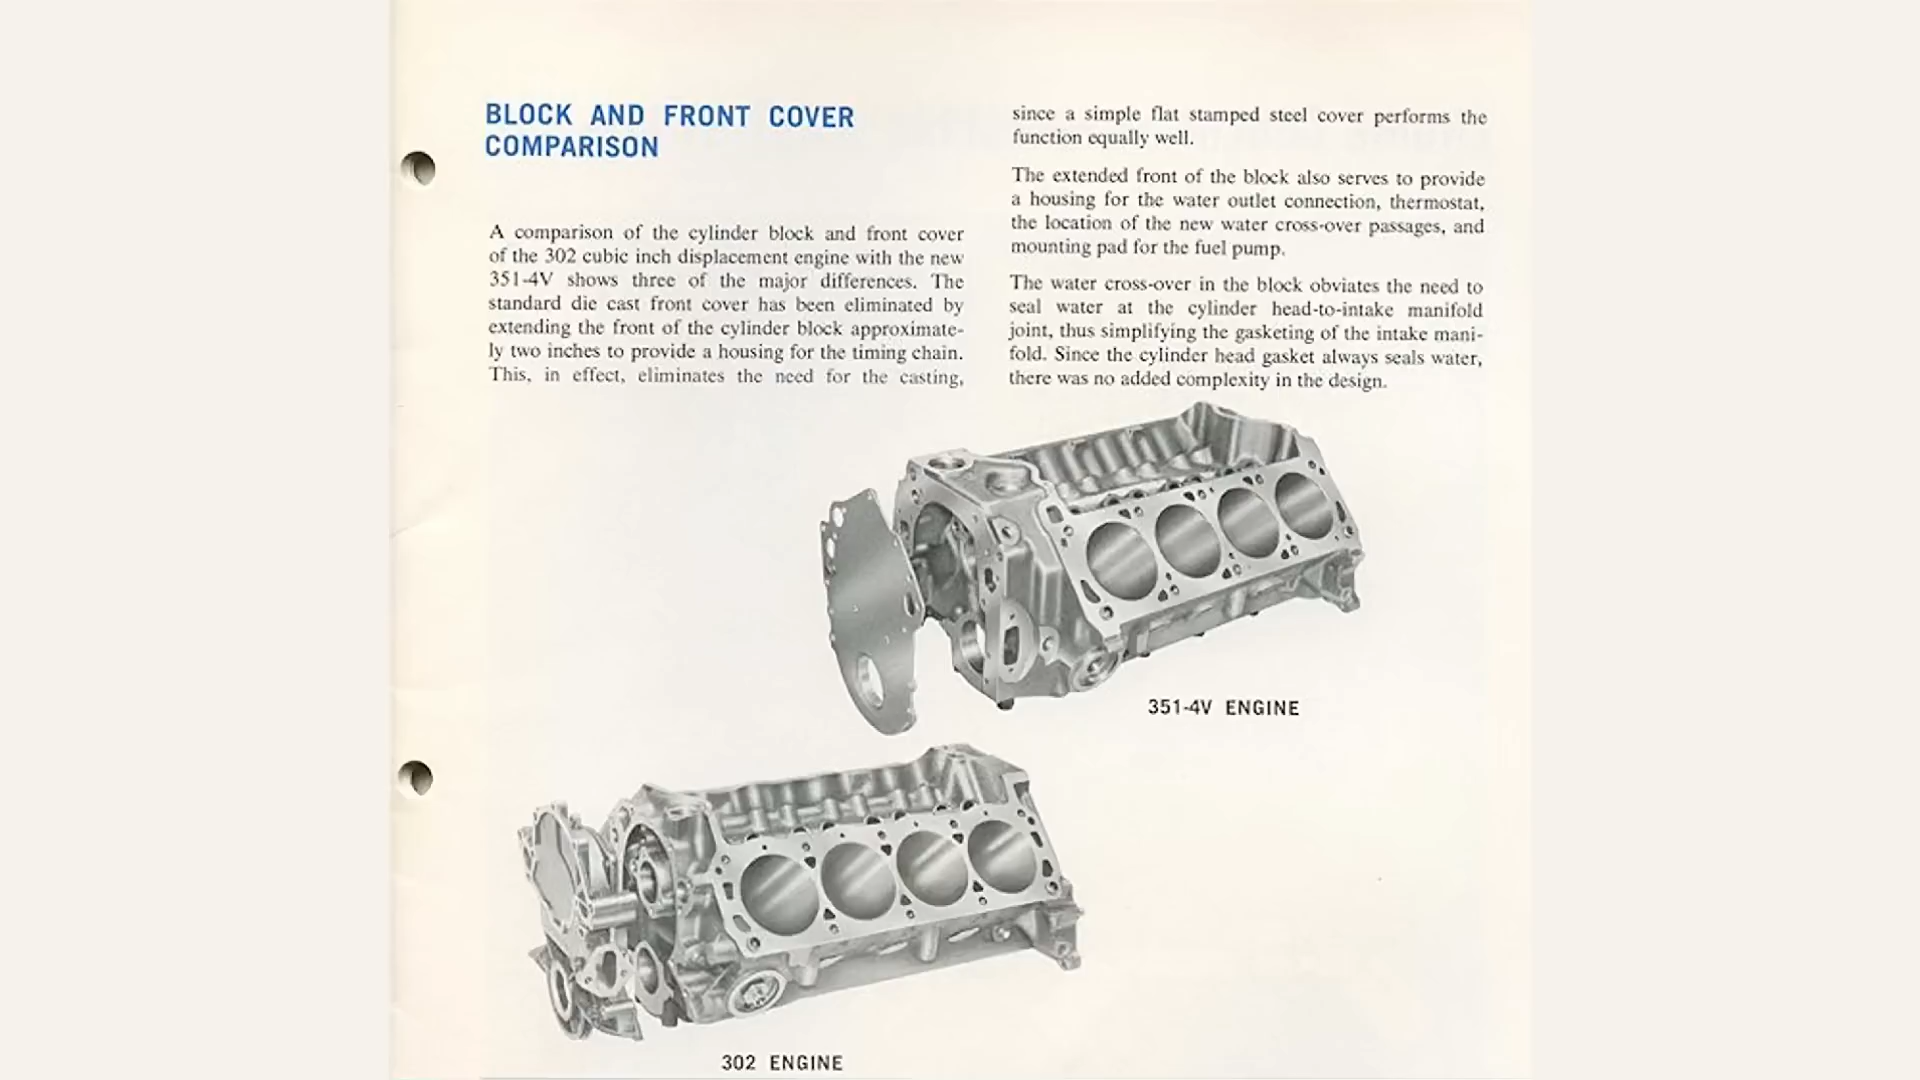 BLOCK AND FRONT COVER
COMPARISON
A comparison of the cylinder block and front cover
of the 302 cubic inch displacement engine with the new
351-4V shows three of the major differences. The
standard die cast front cover has been eliminated by
extending the front of the cylinder block approximate-
ly two inches to provide a housing for the timing chain.
This, in effect, eliminates the need for the casting,
since a simple flat stamped steel cover performs the
function equally well.
The extended front of the block also serves to provide
a housing for the water outlet connection, thermostat,
the location of the new water cross-over passages, and
mounting pad for the fuel pump.
The water cross-over in the block obviates the need to
seal water at the cylinder head-to-intake manifold
joint, thus simplifying the gasketing of the intake mani-
fold. Since the cylinder head gasket always seals water,
there was no added complexity in the design.
351-4V ENGINE
302 ENGINE